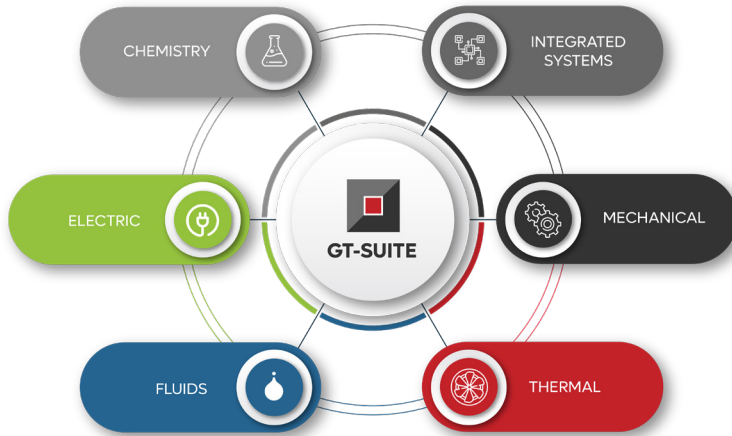 CHEMISTRY
INTEGRATED
SYSTEMS
ELECTRIC
GT-SUITE
MECHANICAL
FLUIDS
THERMAL